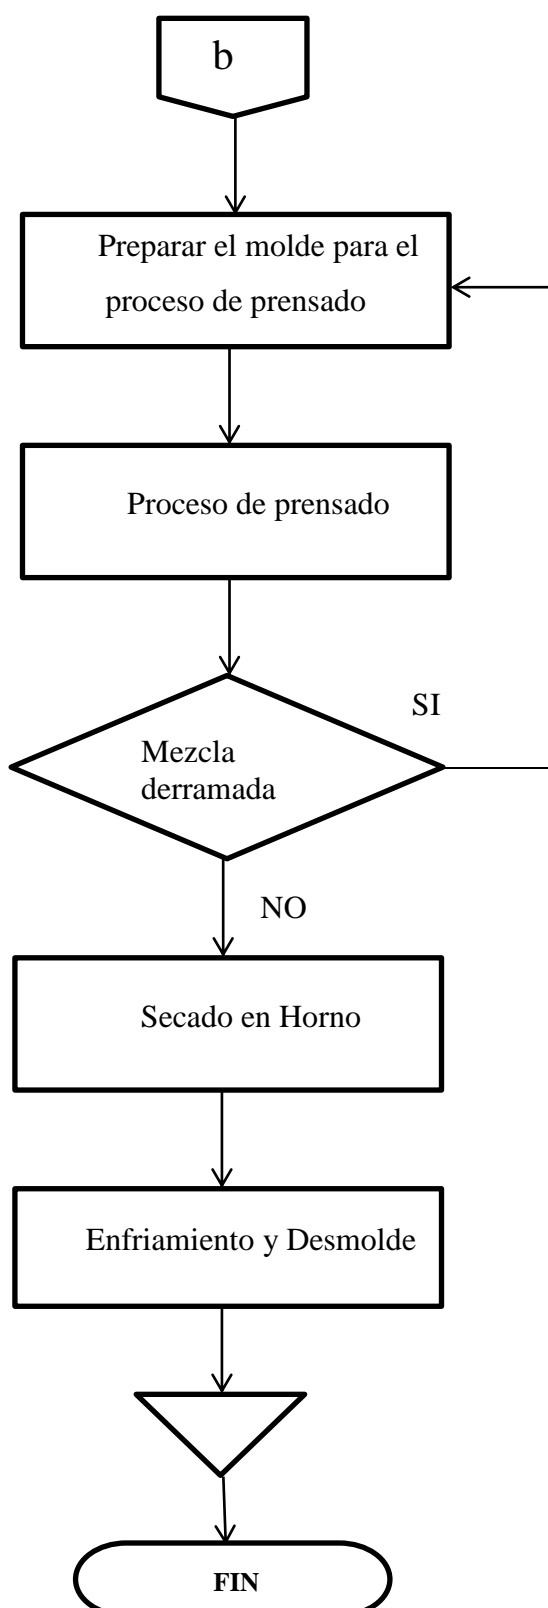 b
Preparar el molde para el
proceso de prensado
Proceso de prensado
SI
Mezcla
derramada
NO
Secado en Horno
Enfriamiento y Desmolde
FIN